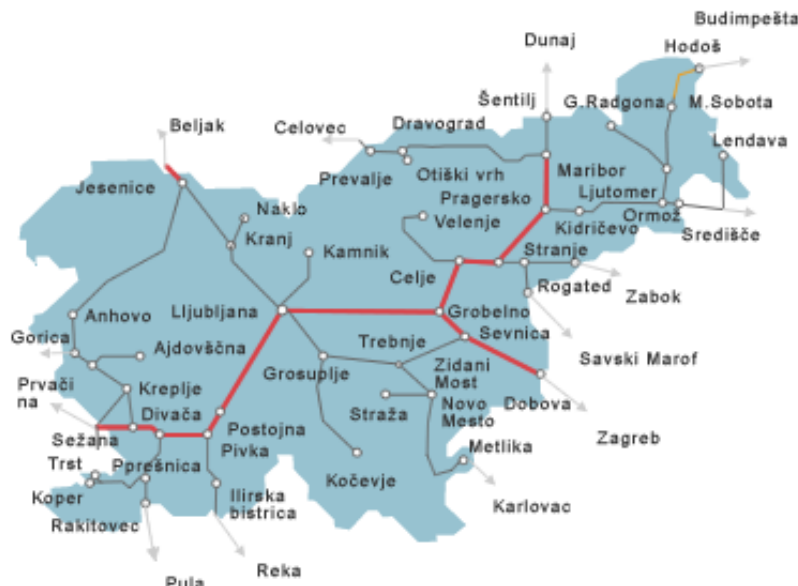 Budimpešta
Dunaj
Hodoš
Šentilj
G.Radgona
M.Sobota
Beljak
Celovec
Dravograd
Lendava
Jesenice
Prevalje
Otiški vrh
Maribor
Pragersko
Ljutomer
Naklo
Velenje
Ormož
Kranj
Kidričevo
Središče
Kamnik
Stranje
Celje
Rogated
Zabok
Anhovo
Lljubljana
Grobelno
Gorica
Trebnje
Sevnica
Ajdovščna
Grosuplje
Zidani
Most
Savski Marof
Prvači
na
Kreplje
Straža
Novo
Mesto
Dobova
Divača
Postojna
Zagreb
Sežana
Pivka
Metlika
Trst
Pprešnica
Kočevje
Koper
Ilirska
bistrica
Karlovac
Rakitovec
Reka
Pula